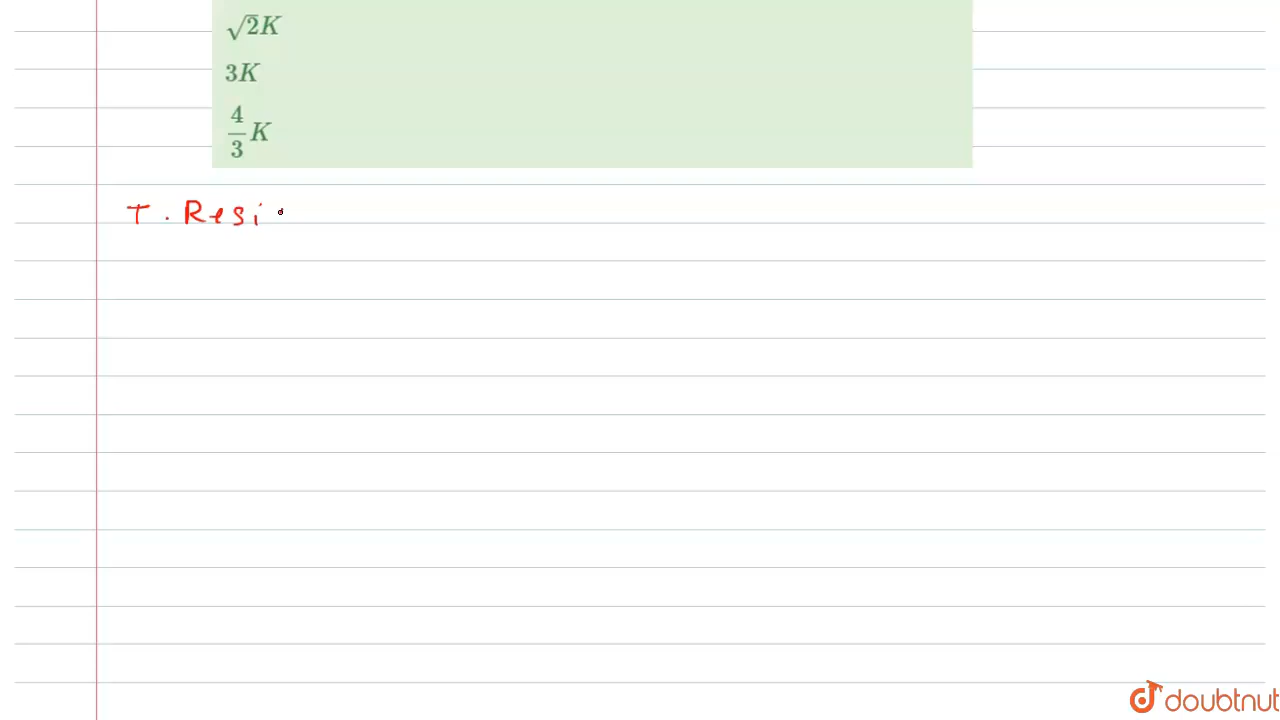 √2K
3K
4/3 K
T. Resi
doubtnut